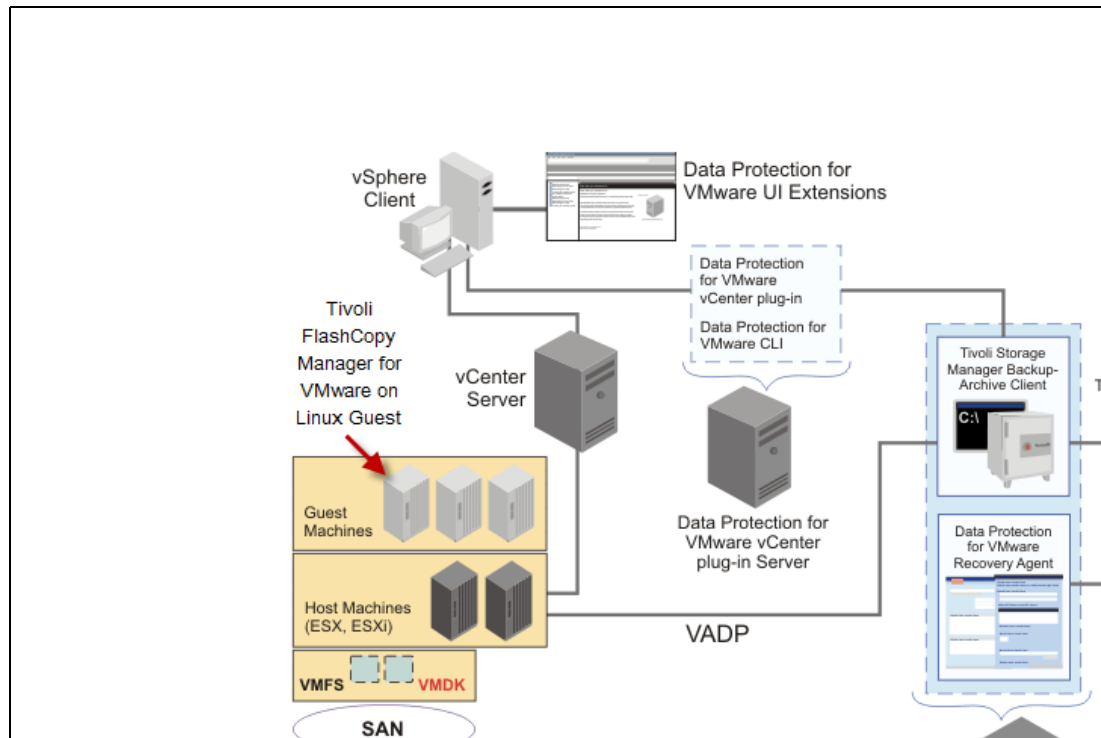 vSphere
Client
Data Protection for
VMware UI Extensions
Data Protection
for VMware
vCenter plug-in
Data Protection for
VMware CLI
Tivoli
FlashCopy
Manager for
VMware on
Linux Guest
vCenter
Server
Tivoli Storage
Manager Backup-
Archive Client
C:\
T
Guest
Machines
Data Protection for
VMware vCenter
plug-in Server
Data Protection
for VMware
Recovery Agent
Host Machines
(ESX, ESXi)
VADP
VMFS
VMDK
SAN